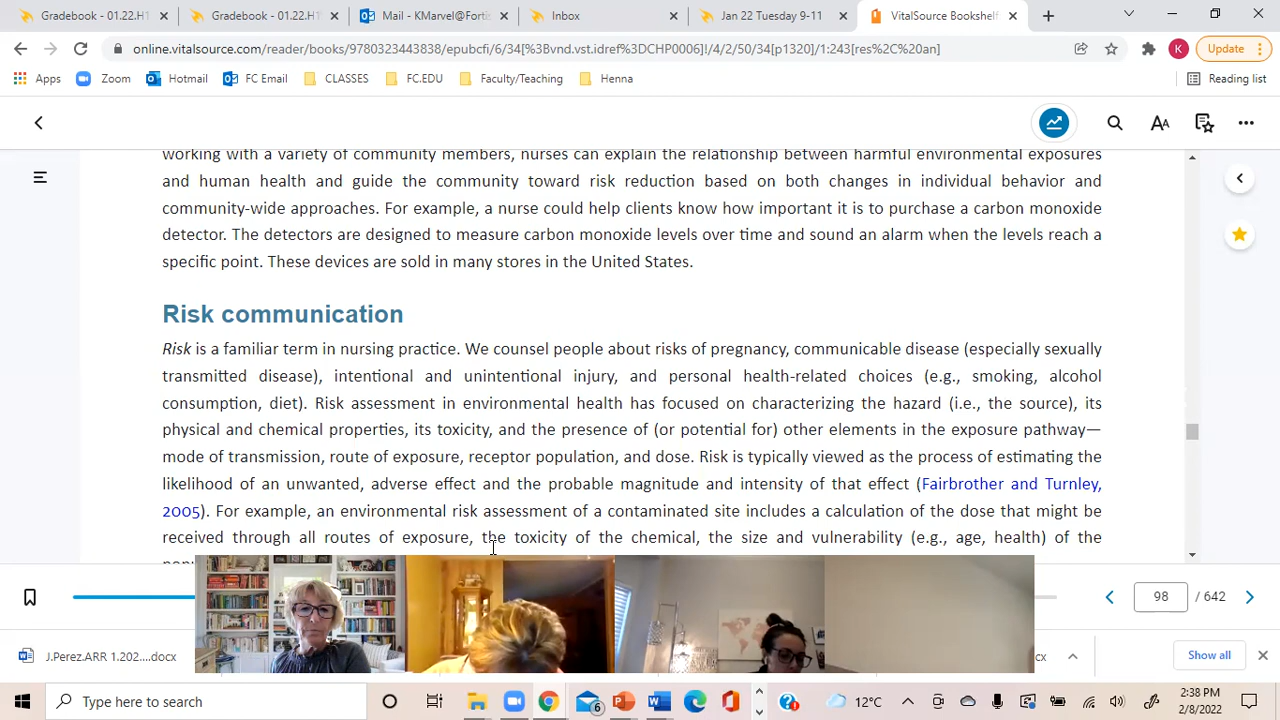 Gradebook - 01.22.H1
Gradebook - 01.22.H1
Mail - KMarvel@Fortis
Inbox
Jan 22 Tuesday 9-11
VitalSource Bookshelf
online.vitalsource.com/reader/books/9780323443838/epubcfi/6/34[%3Bvnd.vst.idref%3DCHP0006]!/4/2/50/34[p1320]/1:243[res%2C%20an]
K
Update
Apps
Zoom
Hotmail
FC Email
CLASSES
FC.EDU
Faculty/Teaching
Henna
Reading list
working with a variety of community members, nurses can explain the relationship between harmful environmental exposures
and human health and guide the community toward risk reduction based on both changes in individual behavior and
community-wide approaches. For example, a nurse could help clients know how important it is to purchase a carbon monoxide
detector. The detectors are designed to measure carbon monoxide levels over time and sound an alarm when the levels reach a
specific point. These devices are sold in many stores in the United States.
Risk communication
Risk is a familiar term in nursing practice. We counsel people about risks of pregnancy, communicable disease (especially sexually
transmitted disease), intentional and unintentional injury, and personal health-related choices (e.g., smoking, alcohol
consumption, diet). Risk assessment in environmental health has focused on characterizing the hazard (i.e., the source), its
physical and chemical properties, its toxicity, and the presence of (or potential for) other elements in the exposure pathway—
mode of transmission, route of exposure, receptor population, and dose. Risk is typically viewed as the process of estimating the
likelihood of an unwanted, adverse effect and the probable magnitude and intensity of that effect (Fairbrother and Turnley,
2005). For example, an environmental risk assessment of a contaminated site includes a calculation of the dose that might be
received through all routes of exposure, the toxicity of the chemical, the size and vulnerability (e.g., age, health) of the
98 / 642
J.Perez.ARR 1.202....docx
cx
Show all
Type here to search
6
12°C
2:38 PM
2/8/2022